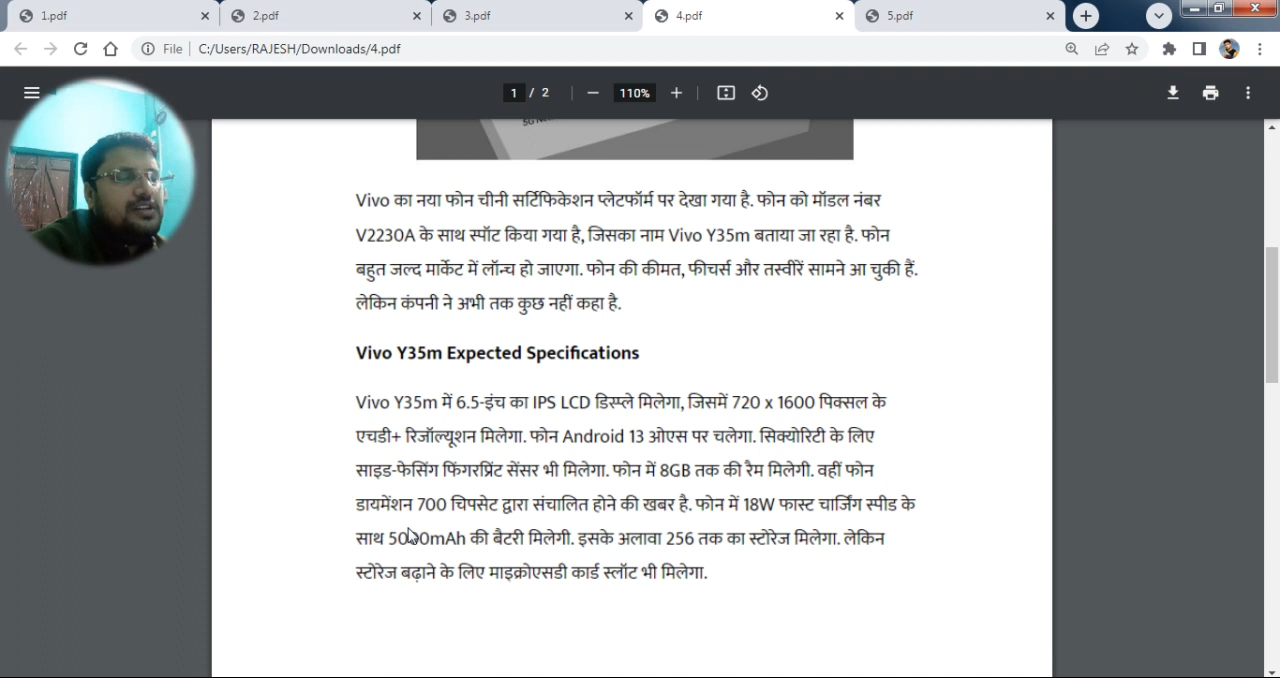 1.pdf
2.pdf
3.pdf
4.pdf
5.pdf
File
C:/Users/RAJESH/Downloads/4.pdf
1 / 2
110%
Vivo का नया फोन चीनी सर्टिफिकेशन प्लेटफॉर्म पर देखा गया है. फोन को मॉडल नंबर
V2230A के साथ स्पॉट किया गया है, जिसका नाम Vivo Y35m बताया जा रहा है. फोन
बहुत जल्द मार्केट में लॉन्च हो जाएगा. फोन की कीमत, फीचर्स और तस्वीरें सामने आ चुकी हैं.
लेकिन कंपनी ने अभी तक कुछ नहीं कहा है.
Vivo Y35m Expected Specifications
Vivo Y35m में 6.5-इंच का IPS LCD डिस्प्ले मिलेगा, जिसमें 720 x 1600 पिक्सल के
एचडी+ रिजॉल्यूशन मिलेगा. फोन Android 13 ओएस पर चलेगा. सिक्योरिटी के लिए
साइड-फेसिंग फिंगरप्रिंट सेंसर भी मिलेगा. फोन में 8GB तक की रैम मिलेगी. वहीं फोन
डायमेंशन 700 चिपसेट द्वारा संचालित होने की खबर है. फोन में 18W फास्ट चार्जिंग स्पीड के
साथ 5000mAh की बैटरी मिलेगी. इसके अलावा 256 तक का स्टोरेज मिलेगा. लेकिन
स्टोरेज बढ़ाने के लिए माइक्रोएसडी कार्ड स्लॉट भी मिलेगा.